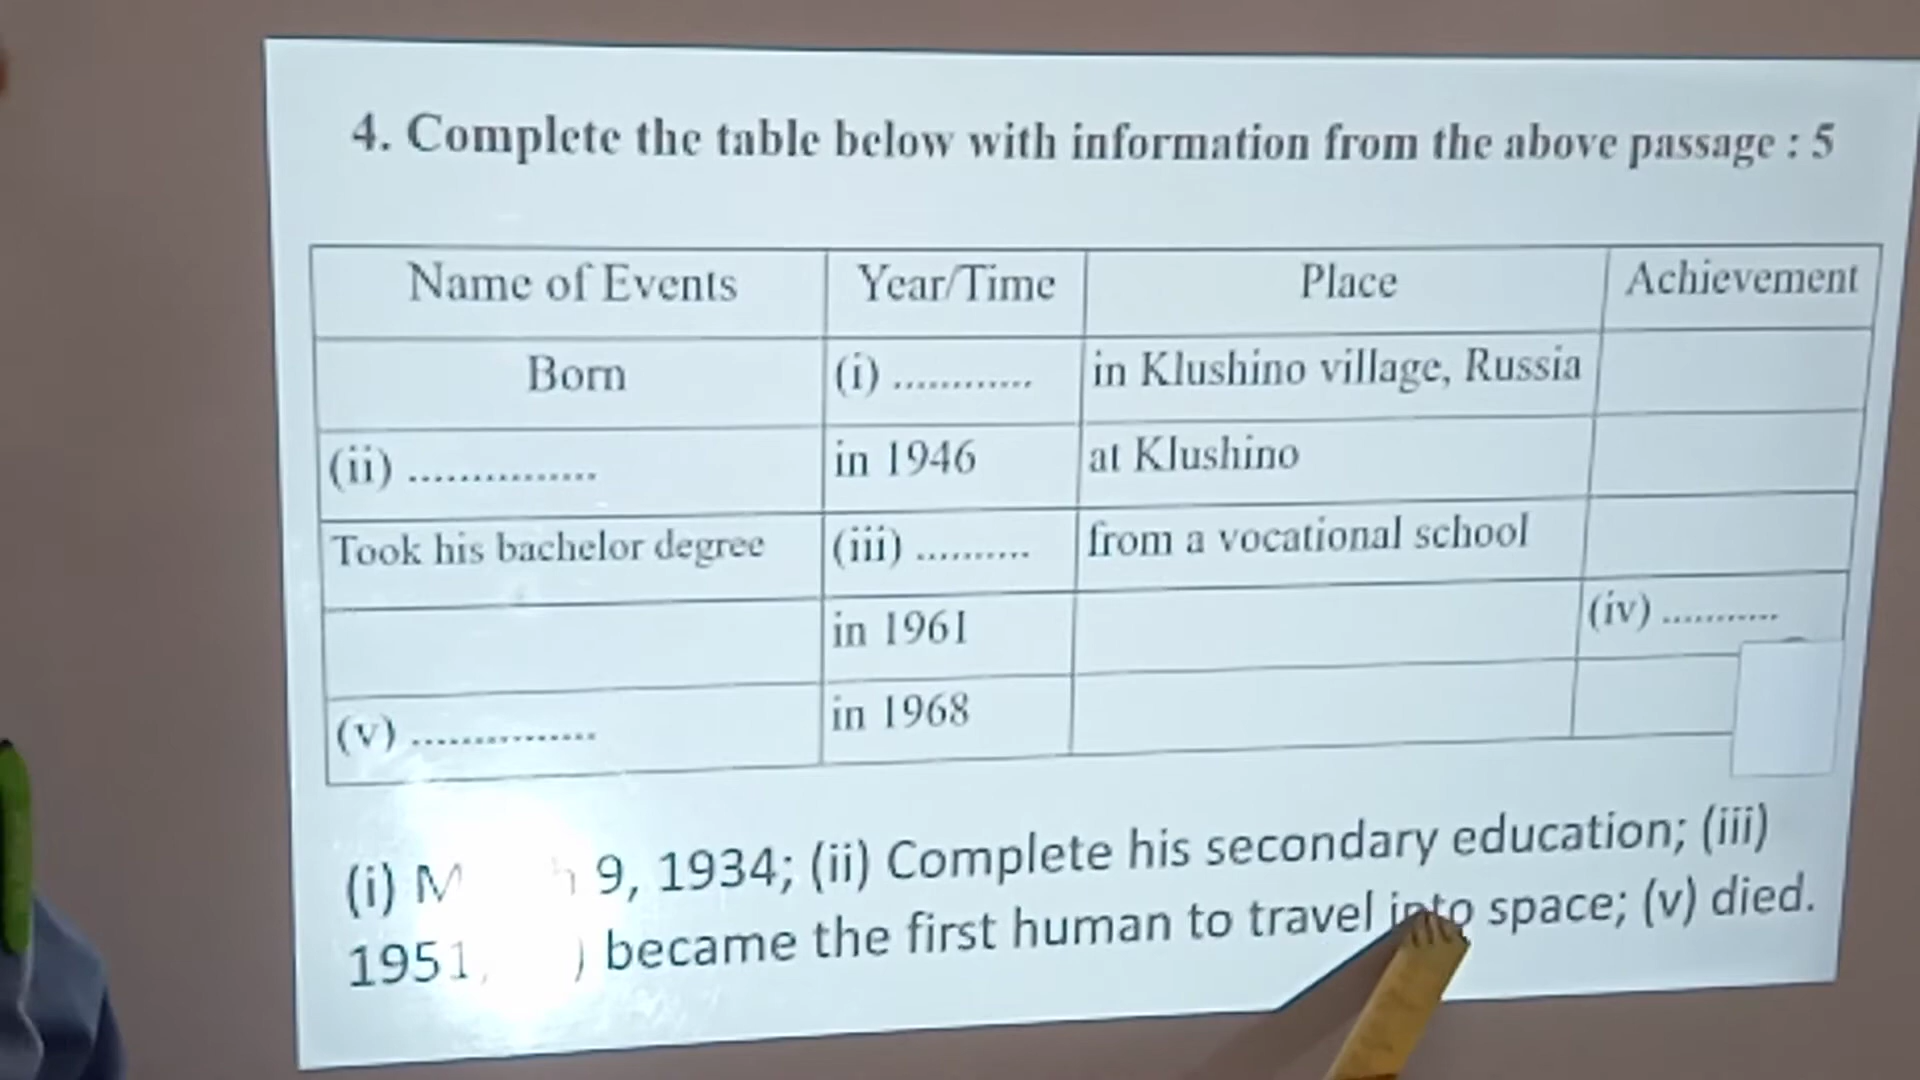 4. Complete the table below with information from the above passage : 5
Name of Events Year/Time Place Achievement
Born (i) ............ in Klushino village, Russia
(ii) ............... in 1946 at Klushino
Took his bachelor degree (iii) .......... from a vocational school
in 1961 (iv) ...........
(v) ............... in 1968
(i) 9, 1934; (ii) Complete his secondary education; (iii)
1951, ) became the first human to travel into space; (v) died.